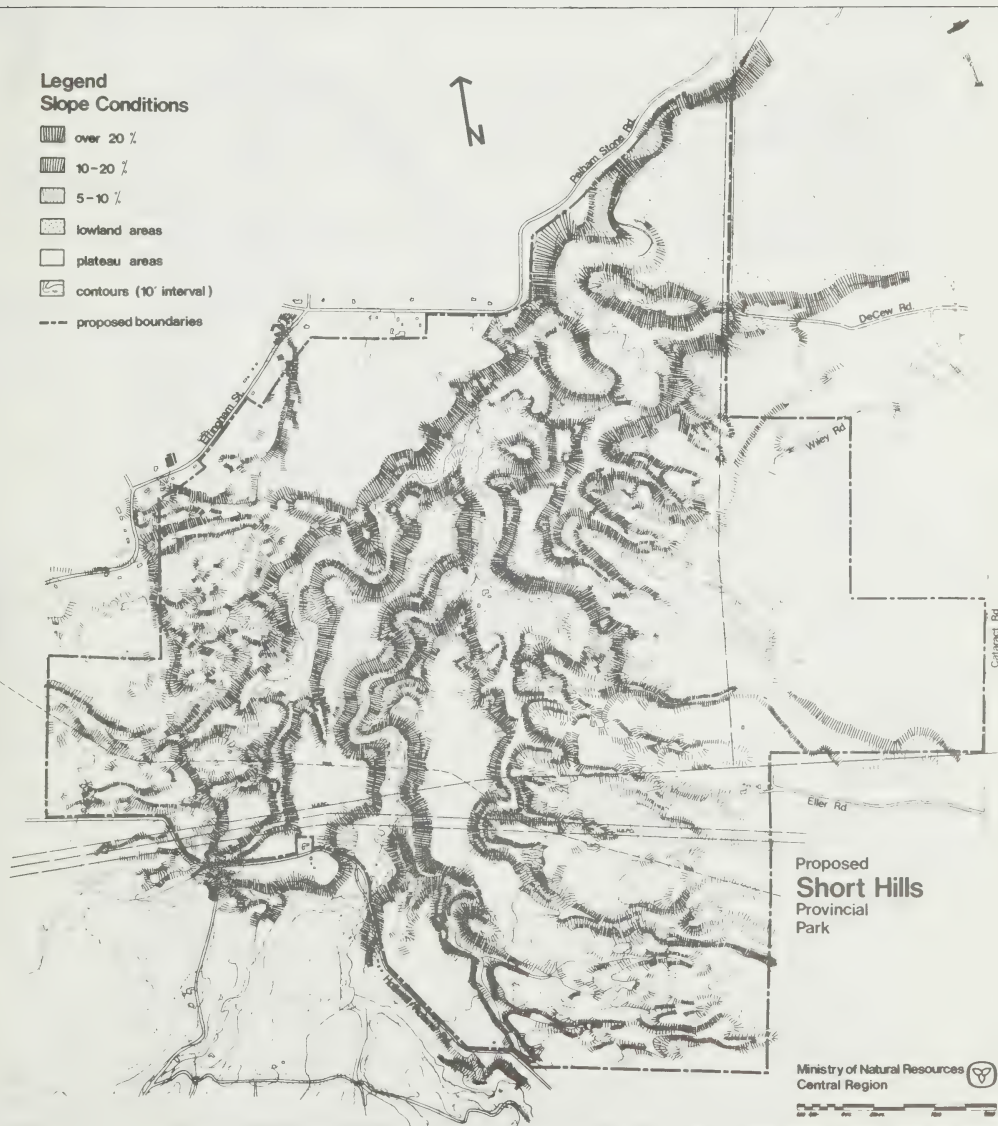 Legend
Slope Conditions
over 20 %
10-20 %
5-10 %
lowland areas
plateau areas
contours (10' interval)
proposed boundaries
N
Pelham Stone Rd.
DeCew Rd.
Effingham St.
Wiley Rd
Cataract Rd
Eller Rd
Proposed
Short Hills
Provincial
Park
Ministry of Natural Resources
Central Region